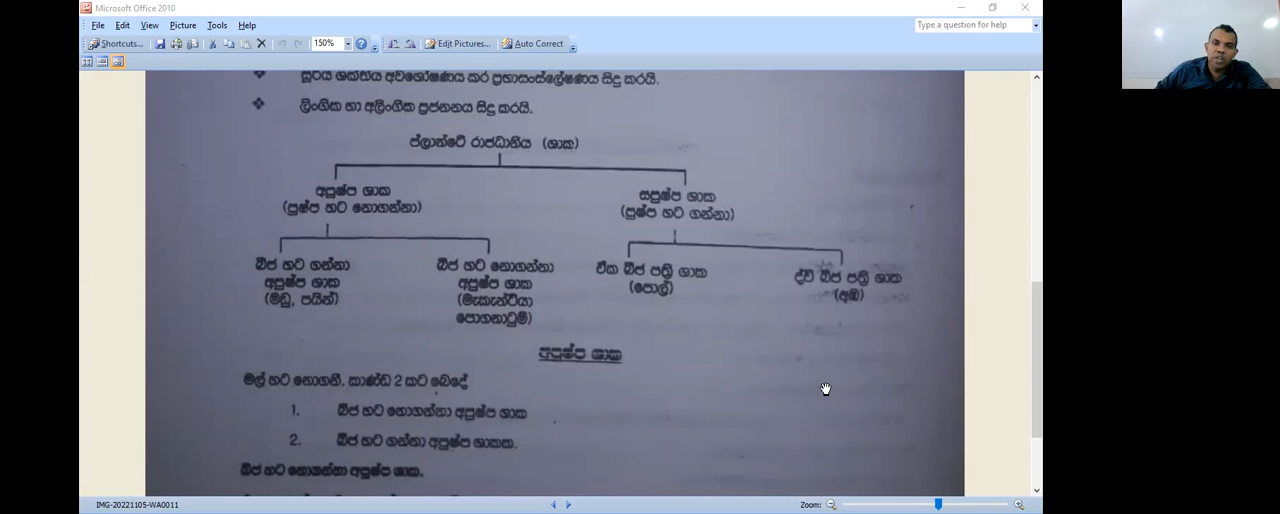 Microsoft Office 2010
File Edit View Picture Tools Help
Type a question for help
Shortcuts... 150% Edit Pictures... Auto Correct
සූර්ය ශක්තිය අවශෝෂණය කර ප්‍රභාසංස්ලේෂණය සිදු කරයි.
ලිංගික හා අලිංගික ප්‍රජනනය සිදු කරයි.
ප්ලාන්ටේ රාජධානිය (ශාක)
අපුෂ්ප ශාක
(පුෂ්ප හට නොගන්නා)
සපුෂ්ප ශාක
(පුෂ්ප හට ගන්නා)
බීජ හට ගන්නා
අපුෂ්ප ශාක
(මඩු, පයින්)
බීජ හට නොගන්නා
අපුෂ්ප ශාක
(මැකැන්ටියා
පොගනාටුම්)
ඒක බීජ පත්‍රි ශාක
(පොල්)
ද්වි බීජ පත්‍රි ශාක
(අඹ)
අපුෂ්ප ශාක
මල් හට නොගනී. කාණ්ඩ 2 කට බෙදේ
1. බීජ හට නොගන්නා අපුෂ්ප ශාක
2. බීජ හට ගන්නා අපුෂ්ප ශාකක.
බීජ හට නොගන්නා අපුෂ්ප ශාක.
IMG-20221105-WA0011
Zoom: